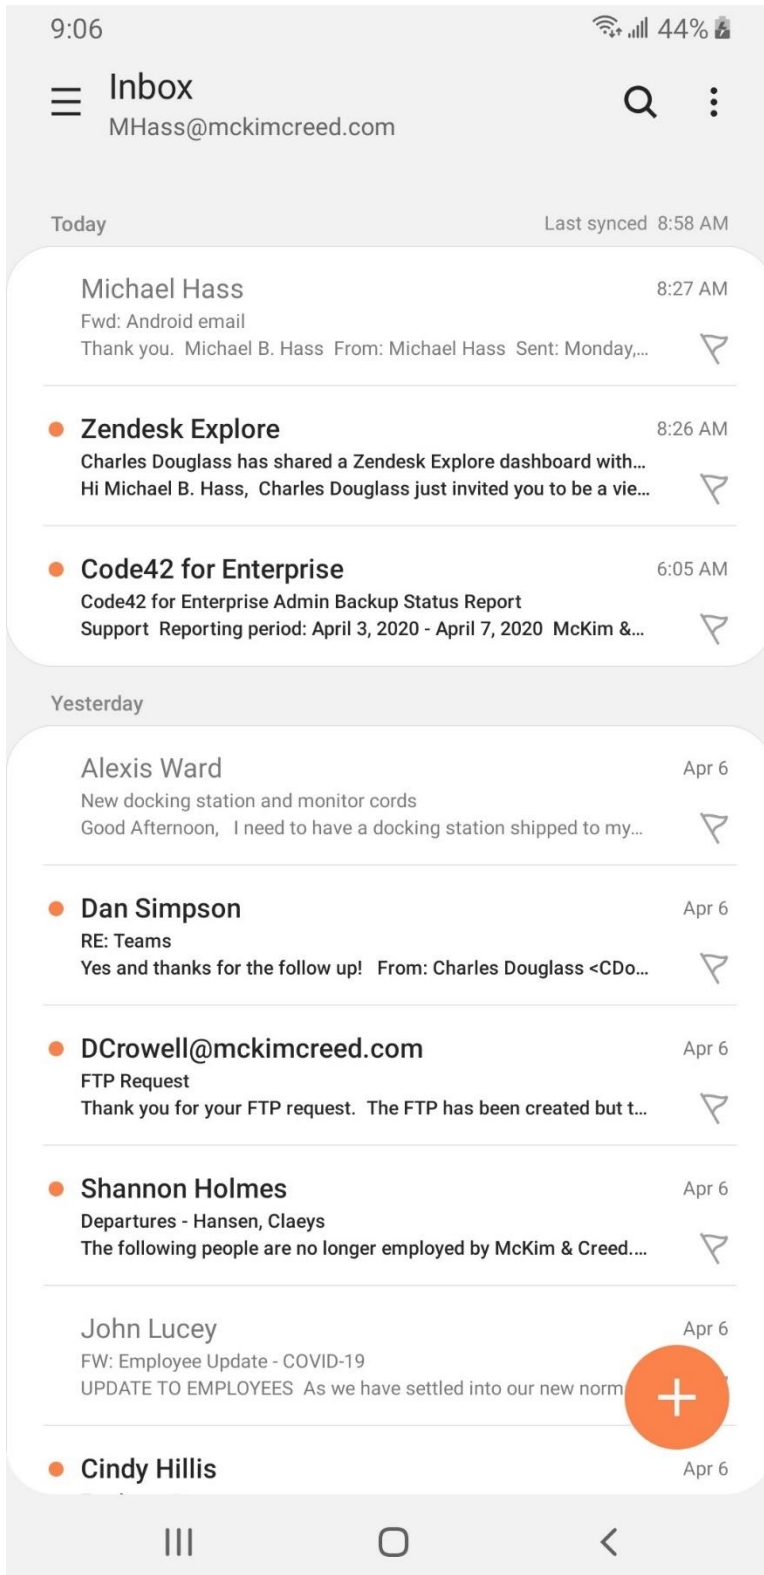 9:06 44%
Inbox
MHass@mckimcreed.com
Today Last synced 8:58 AM
Michael Hass 8:27 AM
Fwd: Android email
Thank you. Michael B. Hass From: Michael Hass Sent: Monday,...
Zendesk Explore 8:26 AM
Charles Douglass has shared a Zendesk Explore dashboard with...
Hi Michael B. Hass, Charles Douglass just invited you to be a vie...
Code42 for Enterprise 6:05 AM
Code42 for Enterprise Admin Backup Status Report
Support Reporting period: April 3, 2020 - April 7, 2020 McKim &...
Yesterday
Alexis Ward Apr 6
New docking station and monitor cords
Good Afternoon, I need to have a docking station shipped to my...
Dan Simpson Apr 6
RE: Teams
Yes and thanks for the follow up! From: Charles Douglass <CDo...
DCrowell@mckimcreed.com Apr 6
FTP Request
Thank you for your FTP request. The FTP has been created but t...
Shannon Holmes Apr 6
Departures - Hansen, Claeys
The following people are no longer employed by McKim & Creed....
John Lucey Apr 6
FW: Employee Update - COVID-19
UPDATE TO EMPLOYEES As we have settled into our new norm
Cindy Hillis Apr 6